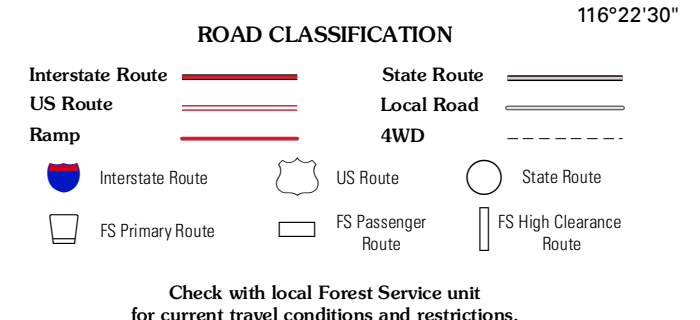 116°22'30"
ROAD CLASSIFICATION
Interstate Route State Route
US Route Local Road
Ramp 4WD
Interstate Route US Route State Route
FS Primary Route FS Passenger Route FS High Clearance Route
Check with local Forest Service unit
for current travel conditions and restrictions.